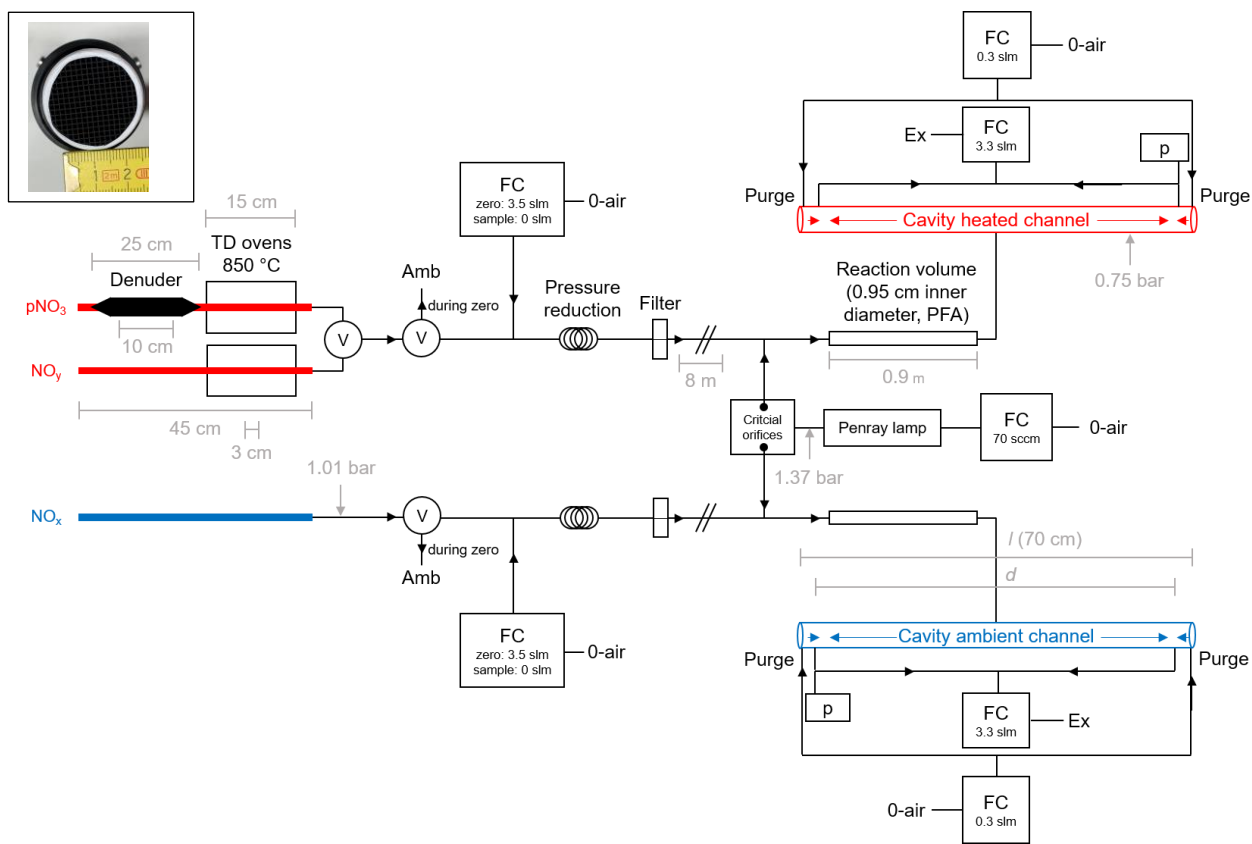 FC
0.3 slm
0-air
Ex
FC
3.3 slm
p
Purge
Purge
Cavity heated channel
0.75 bar
1 2m 2
15 cm
TD ovens
850 °C
25 cm
Denuder
pNO3
10 cm
NOy
45 cm
3 cm
V
FC
zero: 3.5 slm
sample: 0 slm
0-air
Amb
during zero
V
Pressure
reduction
Filter
8 m
Reaction volume
(0.95 cm inner
diameter, PFA)
0.9 m
Critcial
orifices
Penray lamp
FC
70 sccm
0-air
1.37 bar
1.01 bar
NOx
V
during zero
Amb
FC
zero: 3.5 slm
sample: 0 slm
0-air
l (70 cm)
d
Cavity ambient channel
Purge
Purge
p
FC
3.3 slm
Ex
0-air
FC
0.3 slm